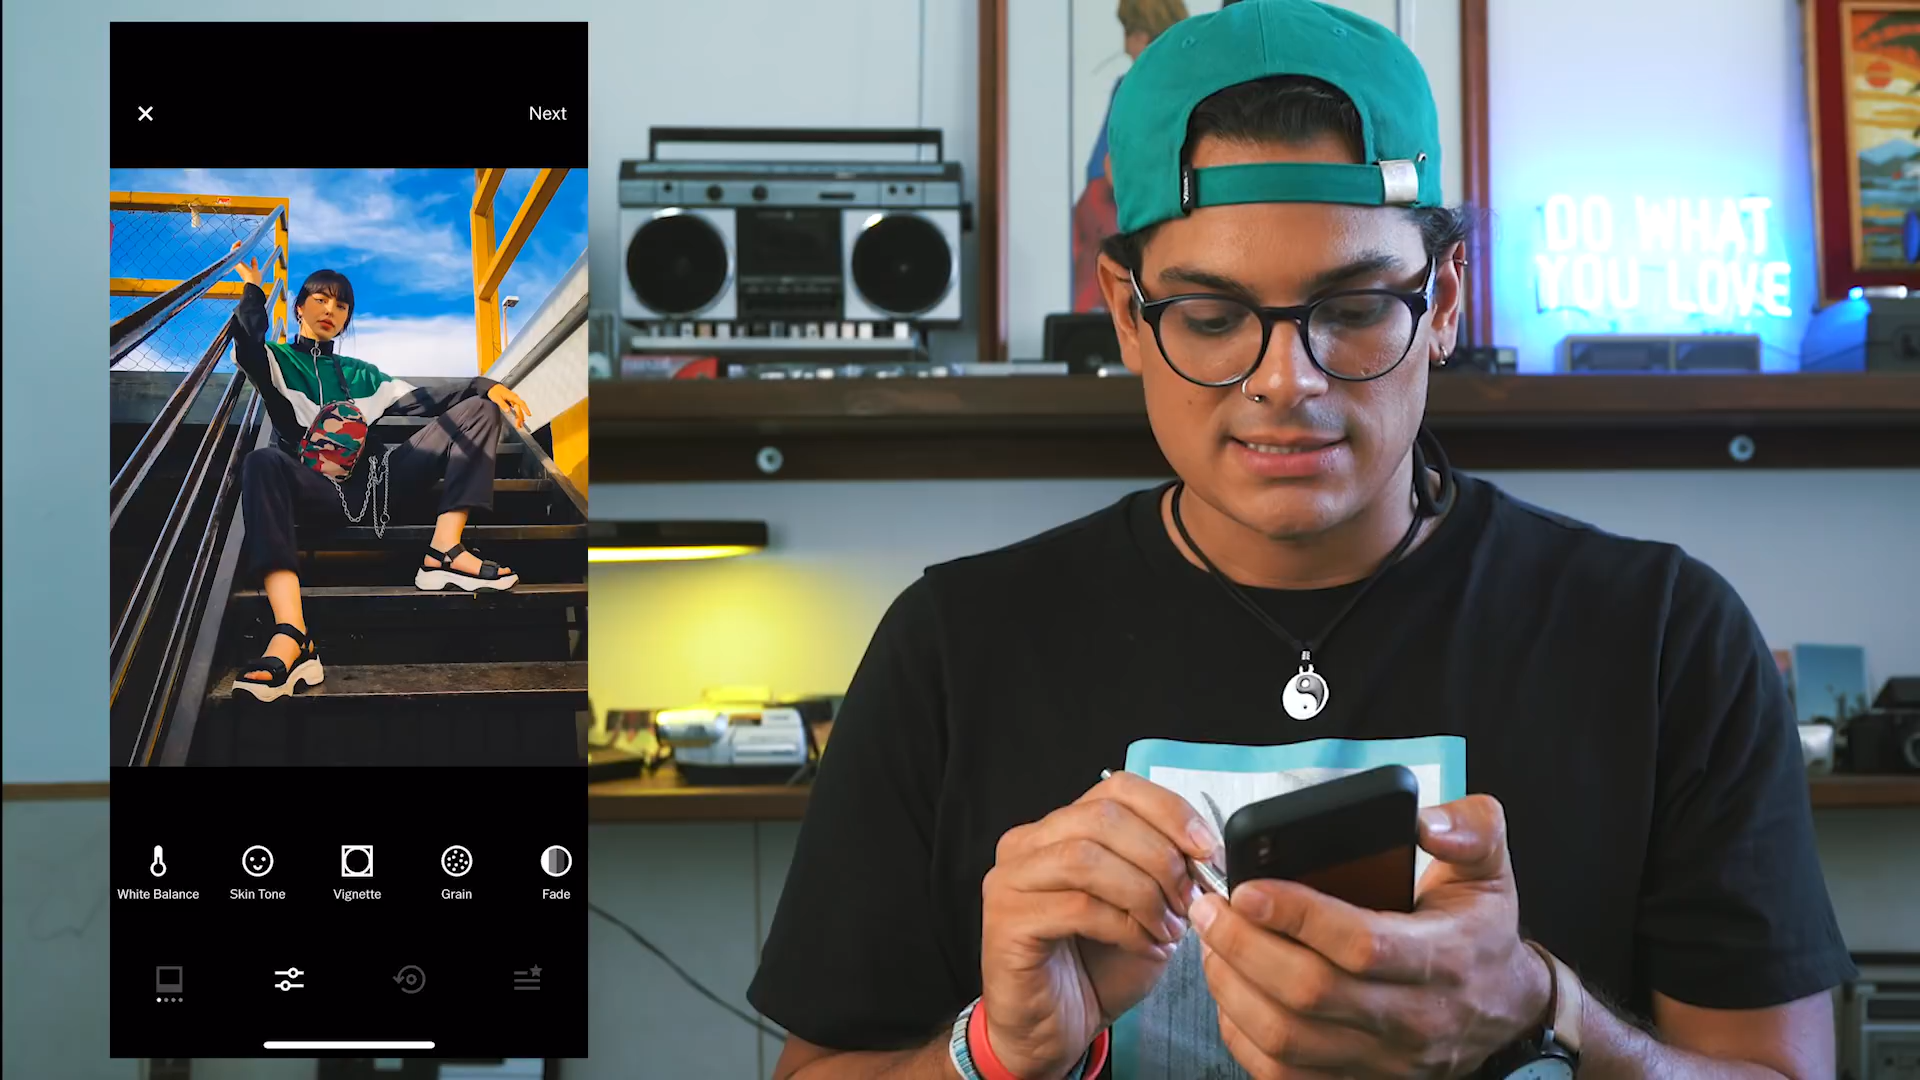 Next
White Balance
Skin Tone
Vignette
Grain
Fade
DO WHAT
YOU LOVE